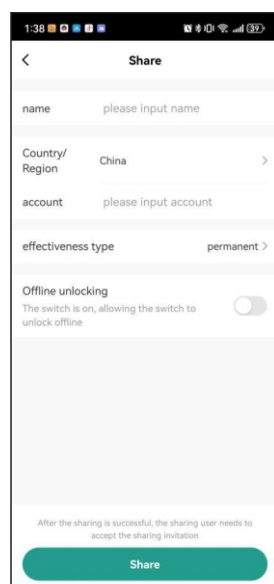 1:38
39
Share
name
please input name
Country/
Region
China
account
please input account
effectiveness type
permanent
Offline unlocking
The switch is on, allowing the switch to
unlock offline
After the sharing is successful, the sharing user needs to
accept the sharing invitation
Share